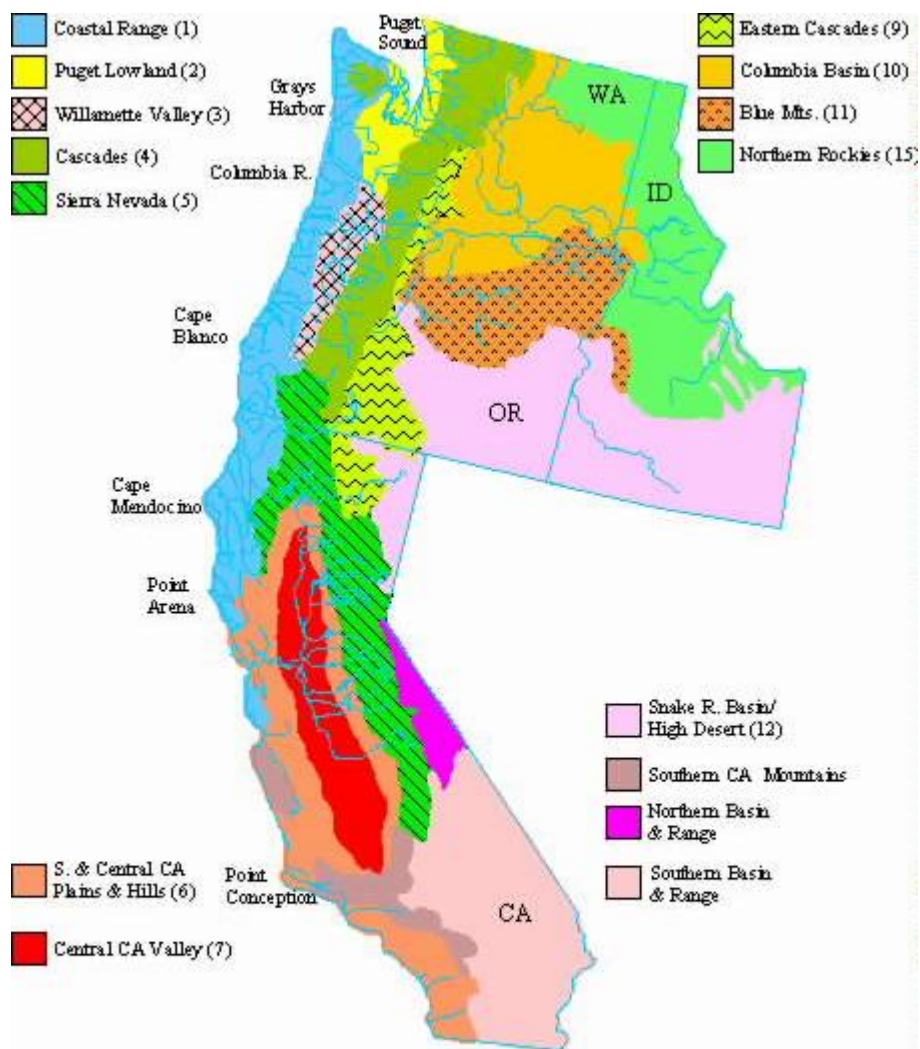 Coastal Range (1)
Puget Lowland (2)
Willamette Valley (3)
Cascades (4)
Sierra Nevada (5)
Puget
Sound
Grays
Harbor
Columbia R.
Cape
Blanco
Cape
Mendocino
Point
Arena
Point
Conception
WA
ID
OR
CA
Eastern Cascades (9)
Columbia Basin (10)
Blue Mts. (11)
Northern Rockies (15)
Snake R. Basin/
High Desert (12)
Southern CA Mountains
Northern Basin
& Range
Southern Basin
& Range
S. & Central CA
Plains & Hills (6)
Central CA Valley (7)